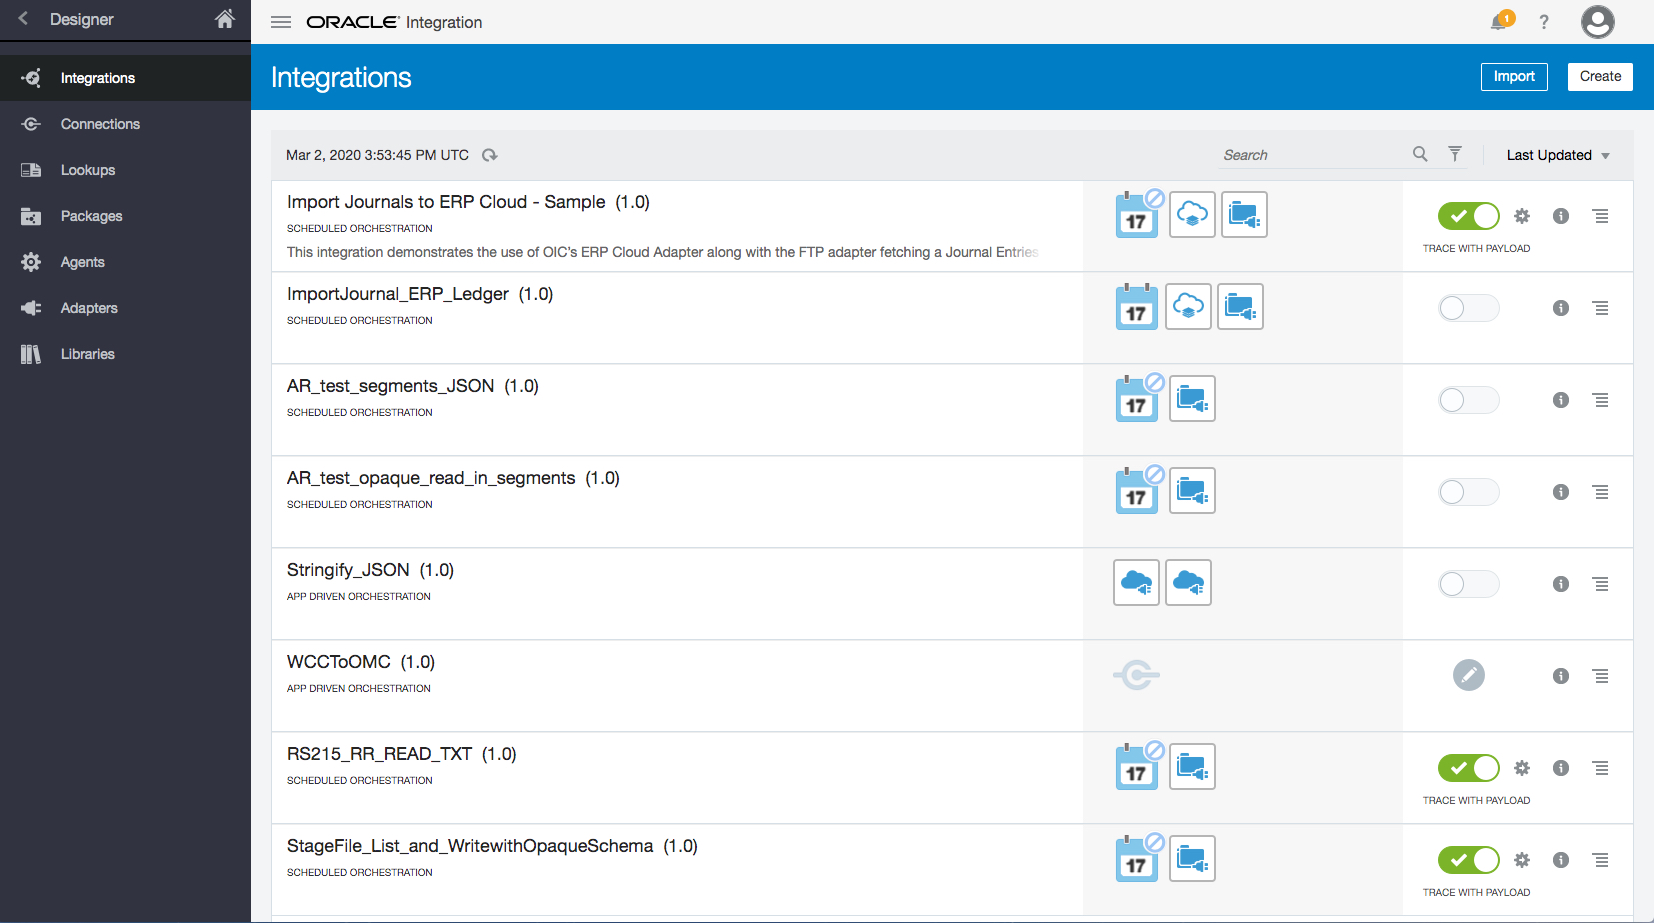 Designer
ORACLE® Integration
1
?
Integrations
Connections
Lookups
Packages
Agents
Adapters
Libraries
Integrations
Import
Create
Mar 2, 2020 3:53:45 PM UTC
Search
Last Updated
Import Journals to ERP Cloud - Sample (1.0)
SCHEDULED ORCHESTRATION
This integration demonstrates the use of OIC's ERP Cloud Adapter along with the FTP adapter fetching a Journal Entries
17
TRACE WITH PAYLOAD
ImportJournal_ERP_Ledger (1.0)
SCHEDULED ORCHESTRATION
17
AR_test_segments_JSON (1.0)
SCHEDULED ORCHESTRATION
17
AR_test_opaque_read_in_segments (1.0)
SCHEDULED ORCHESTRATION
17
Stringify_JSON (1.0)
APP DRIVEN ORCHESTRATION
WCCToOMC (1.0)
APP DRIVEN ORCHESTRATION
RS215_RR_READ_TXT (1.0)
SCHEDULED ORCHESTRATION
17
TRACE WITH PAYLOAD
StageFile_List_and_WritewithOpaqueSchema (1.0)
SCHEDULED ORCHESTRATION
17
TRACE WITH PAYLOAD